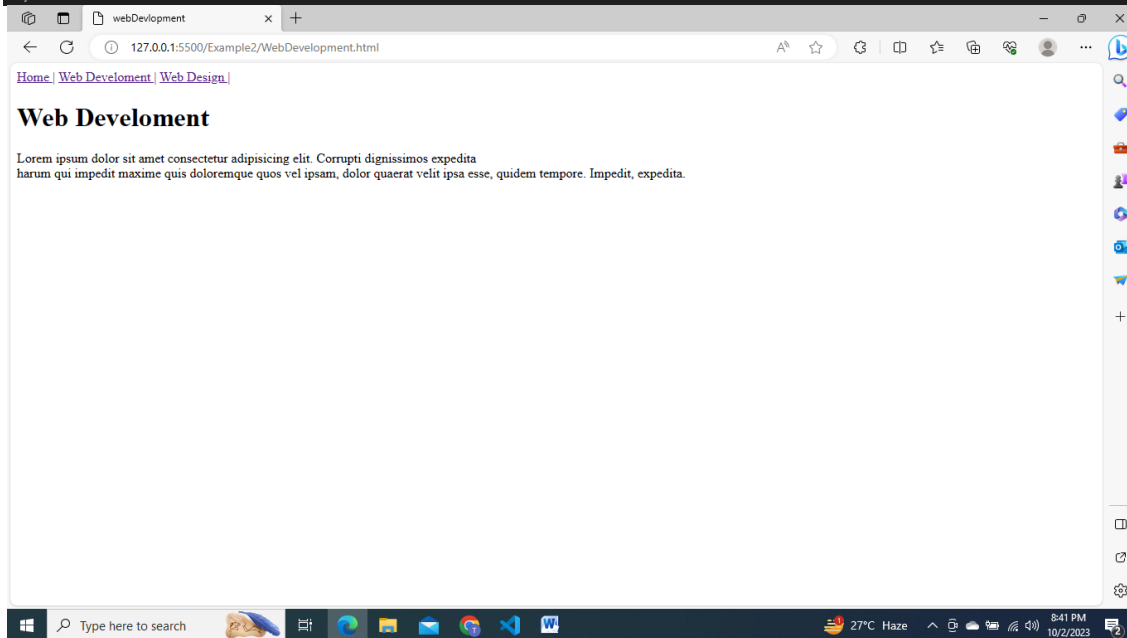 webDevlopment
127.0.0.1:5500/Example2/WebDevelopment.html
Home | Web Develoment | Web Design |
Web Develoment
Lorem ipsum dolor sit amet consectetur adipisicing elit. Corrupti dignissimos expedita
harum qui impedit maxime quis doloremque quos vel ipsam, dolor quaerat velit ipsa esse, quidem tempore. Impedit, expedita.
Type here to search
27°C Haze
8:41 PM
10/2/2023
2